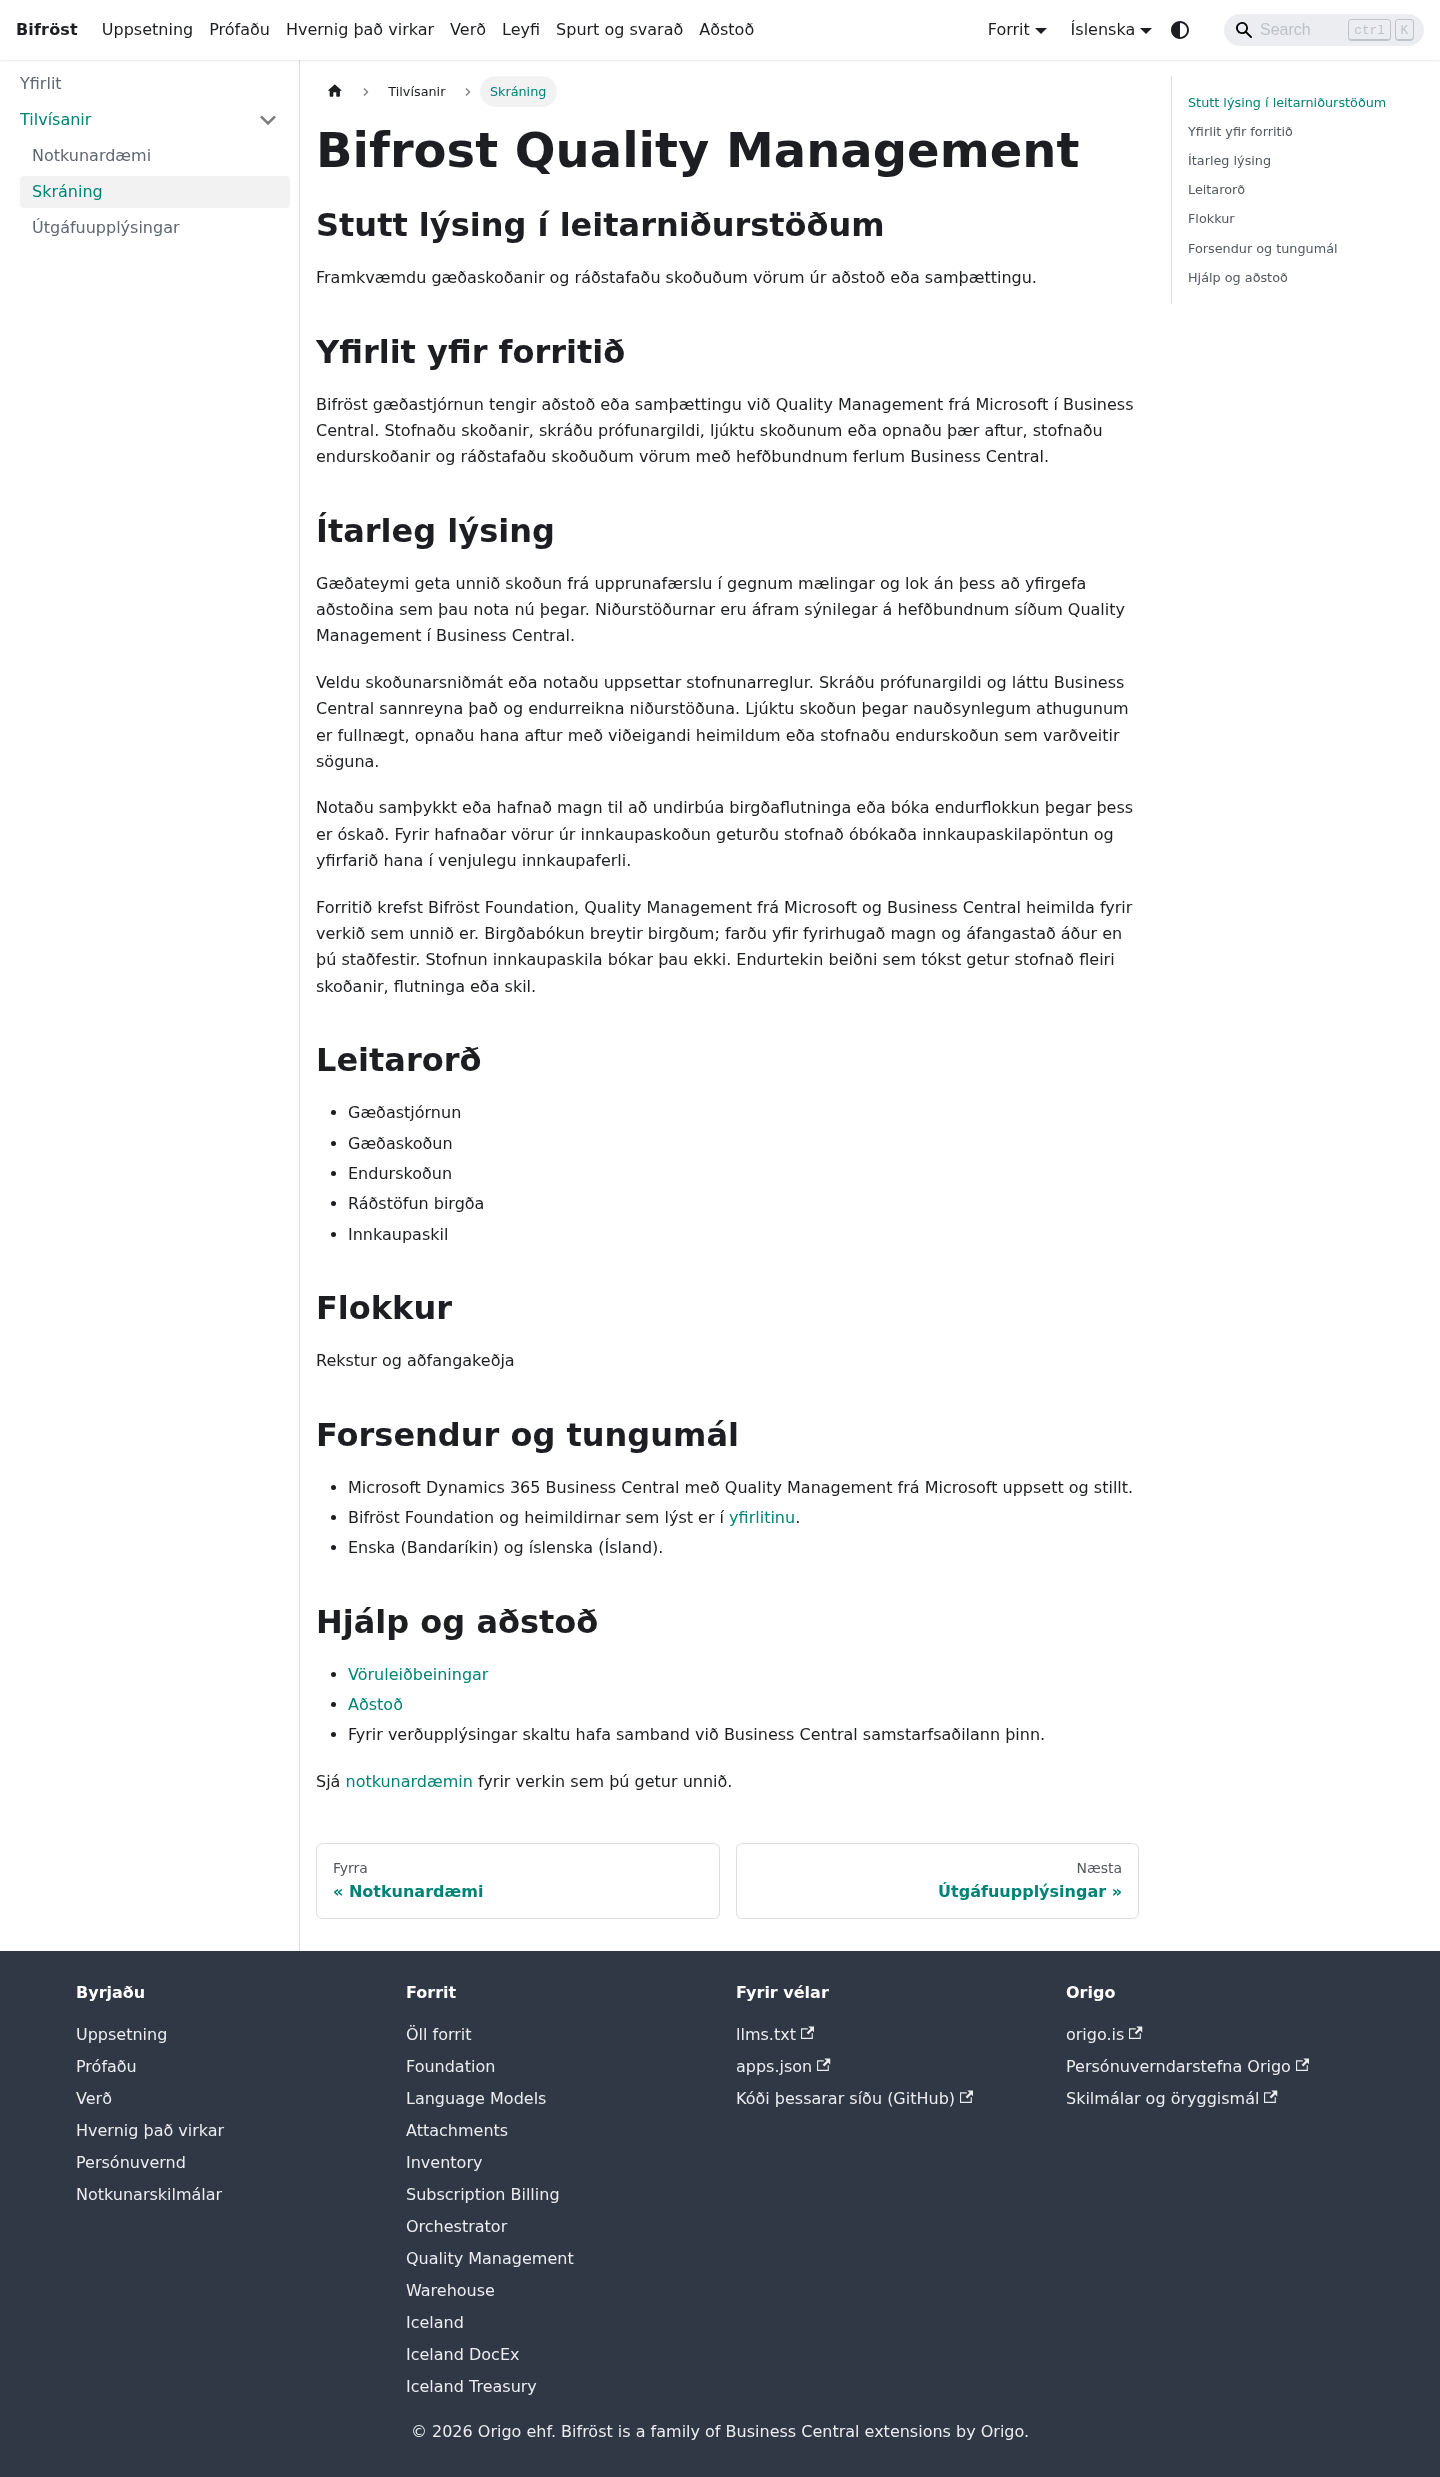 Bifröst
Uppsetning
Prófaðu
Hvernig það virkar
Verð
Leyfi
Spurt og svarað
Aðstoð
Forrit
Íslenska
Search
ctrl
K
Yfirlit
Tilvísanir
Notkunardæmi
Skráning
Útgáfuupplýsingar
Tilvísanir
Skráning
Bifrost Quality Management
Stutt lýsing í leitarniðurstöðum
Framkvæmdu gæðaskoðanir og ráðstafaðu skoðuðum vörum úr aðstoð eða samþættingu.
Yfirlit yfir forritið
Bifröst gæðastjórnun tengir aðstoð eða samþættingu við Quality Management frá Microsoft í Business
Central. Stofnaðu skoðanir, skráðu prófunargildi, ljúktu skoðunum eða opnaðu þær aftur, stofnaðu
endurskoðanir og ráðstafaðu skoðuðum vörum með hefðbundnum ferlum Business Central.
Ítarleg lýsing
Gæðateymi geta unnið skoðun frá upprunafærslu í gegnum mælingar og lok án þess að yfirgefa
aðstoðina sem þau nota nú þegar. Niðurstöðurnar eru áfram sýnilegar á hefðbundnum síðum Quality
Management í Business Central.
Veldu skoðunarsniðmát eða notaðu uppsettar stofnunarreglur. Skráðu prófunargildi og láttu Business
Central sannreyna það og endurreikna niðurstöðuna. Ljúktu skoðun þegar nauðsynlegum athugunum
er fullnægt, opnaðu hana aftur með viðeigandi heimildum eða stofnaðu endurskoðun sem varðveitir
söguna.
Notaðu samþykkt eða hafnað magn til að undirbúa birgðaflutninga eða bóka endurflokkun þegar þess
er óskað. Fyrir hafnaðar vörur úr innkaupaskoðun geturðu stofnað óbókaða innkaupaskilapöntun og
yfirfarið hana í venjulegu innkaupaferli.
Forritið krefst Bifröst Foundation, Quality Management frá Microsoft og Business Central heimilda fyrir
verkið sem unnið er. Birgðabókun breytir birgðum; farðu yfir fyrirhugað magn og áfangastað áður en
þú staðfestir. Stofnun innkaupaskila bókar þau ekki. Endurtekin beiðni sem tókst getur stofnað fleiri
skoðanir, flutninga eða skil.
Leitarorð
Gæðastjórnun
Gæðaskoðun
Endurskoðun
Ráðstöfun birgða
Innkaupaskil
Flokkur
Rekstur og aðfangakeðja
Forsendur og tungumál
Microsoft Dynamics 365 Business Central með Quality Management frá Microsoft uppsett og stillt.
Bifröst Foundation og heimildirnar sem lýst er í yfirlitinu.
Enska (Bandaríkin) og íslenska (Ísland).
Hjálp og aðstoð
Vöruleiðbeiningar
Aðstoð
Fyrir verðupplýsingar skaltu hafa samband við Business Central samstarfsaðilann þinn.
Sjá notkunardæmin fyrir verkin sem þú getur unnið.
Fyrra
« Notkunardæmi
Næsta
Útgáfuupplýsingar »
Stutt lýsing í leitarniðurstöðum
Yfirlit yfir forritið
Ítarleg lýsing
Leitarorð
Flokkur
Forsendur og tungumál
Hjálp og aðstoð
Byrjaðu
Uppsetning
Prófaðu
Verð
Hvernig það virkar
Persónuvernd
Notkunarskilmálar
Forrit
Öll forrit
Foundation
Language Models
Attachments
Inventory
Subscription Billing
Orchestrator
Quality Management
Warehouse
Iceland
Iceland DocEx
Iceland Treasury
Fyrir vélar
llms.txt
apps.json
Kóði þessarar síðu (GitHub)
Origo
origo.is
Persónuverndarstefna Origo
Skilmálar og öryggismál
© 2026 Origo ehf. Bifröst is a family of Business Central extensions by Origo.